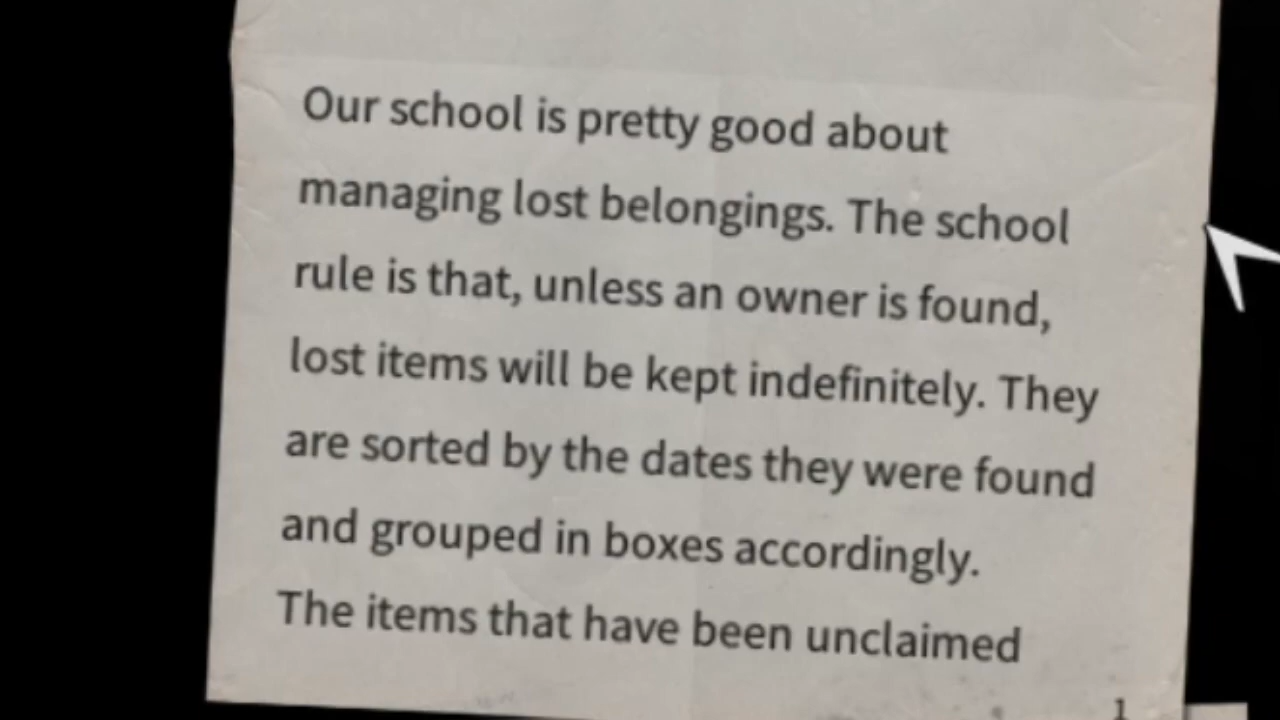 Our school is pretty good about
managing lost belongings. The school
rule is that, unless an owner is found,
lost items will be kept indefinitely. They
are sorted by the dates they were found
and grouped in boxes accordingly.
The items that have been unclaimed
1